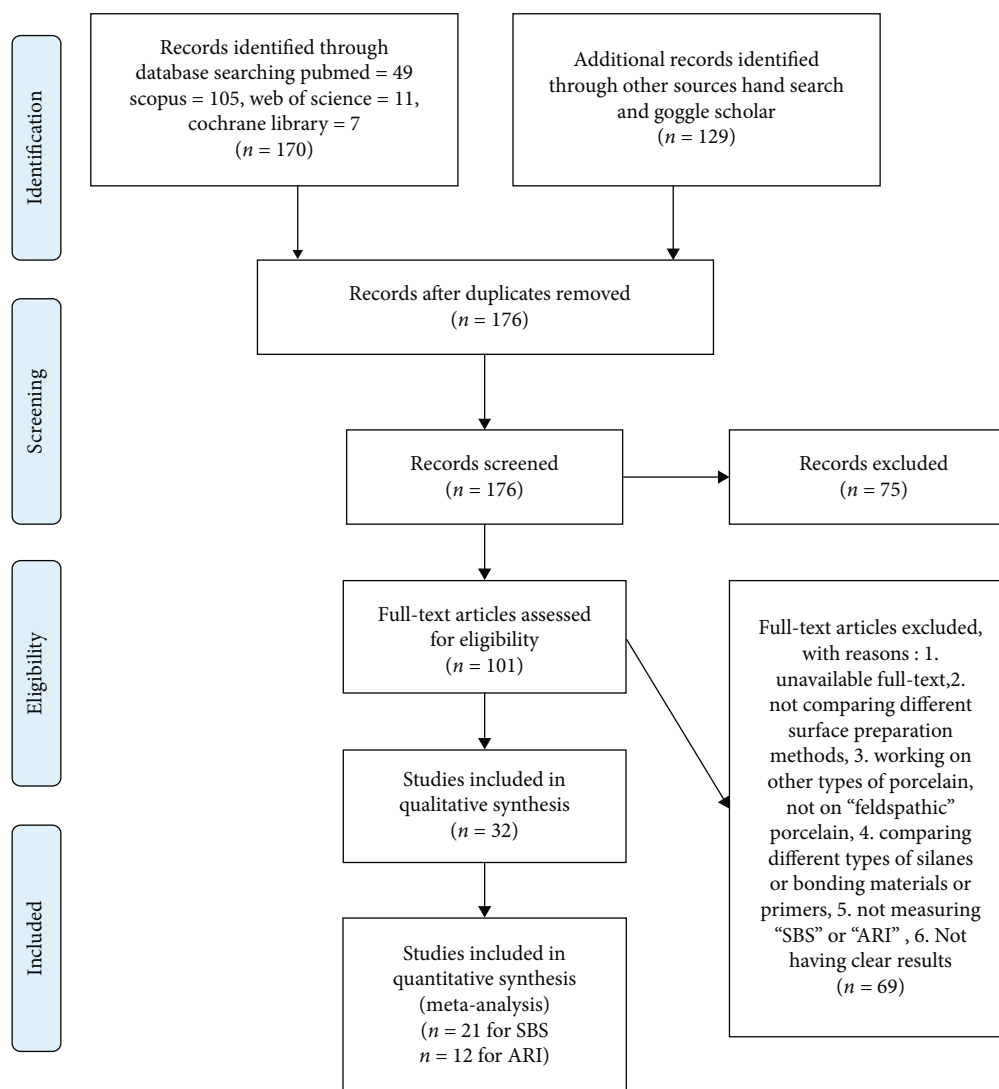 Identification
Records identified through
database searching pubmed = 49
scopus = 105, web of science = 11,
cochrane library = 7
(n = 170)
Additional records identified
through other sources hand search
and goggle scholar
(n = 129)
Records after duplicates removed
(n = 176)
Screening
Records screened
(n = 176)
Records excluded
(n = 75)
Eligibility
Full-text articles assessed
for eligibility
(n = 101)
Full-text articles excluded,
with reasons : 1.
unavailable full-text,2.
not comparing different
surface preparation
methods, 3. working on
other types of porcelain,
not on “feldspathic”
porcelain, 4. comparing
different types of silanes
or bonding materials or
primers, 5. not measuring
“SBS” or “ARI” , 6. Not
having clear results
(n = 69)
Studies included in
qualitative synthesis
(n = 32)
Included
Studies included in
quantitative synthesis
(meta-analysis)
(n = 21 for SBS
n = 12 for ARI)